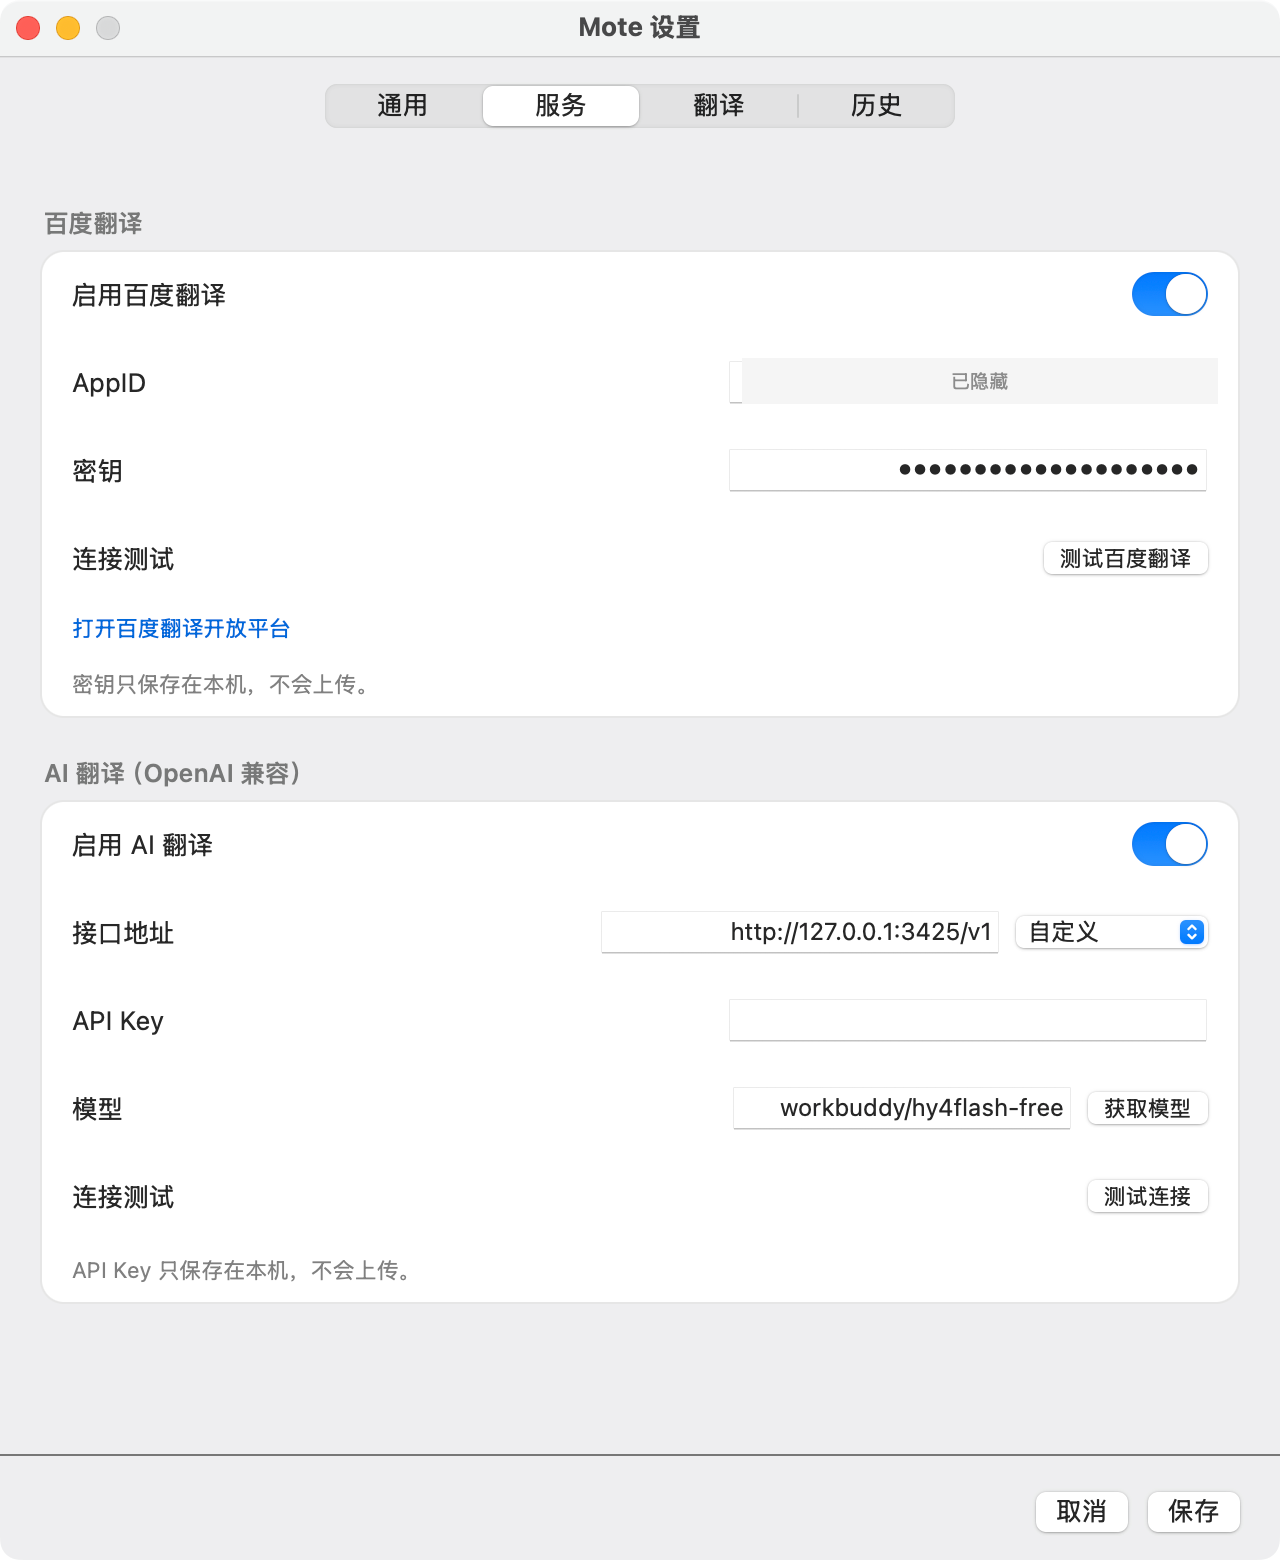 Mote 设置
通用 服务 翻译 历史
百度翻译
启用百度翻译
AppID 已隐藏
密钥 ••••••••••••••••••••
连接测试 测试百度翻译
打开百度翻译开放平台
密钥只保存在本机，不会上传。
AI 翻译（OpenAI 兼容）
启用 AI 翻译
接口地址 http://127.0.0.1:3425/v1 自定义
API Key
模型 workbuddy/hy4flash-free 获取模型
连接测试 测试连接
API Key 只保存在本机，不会上传。
取消 保存